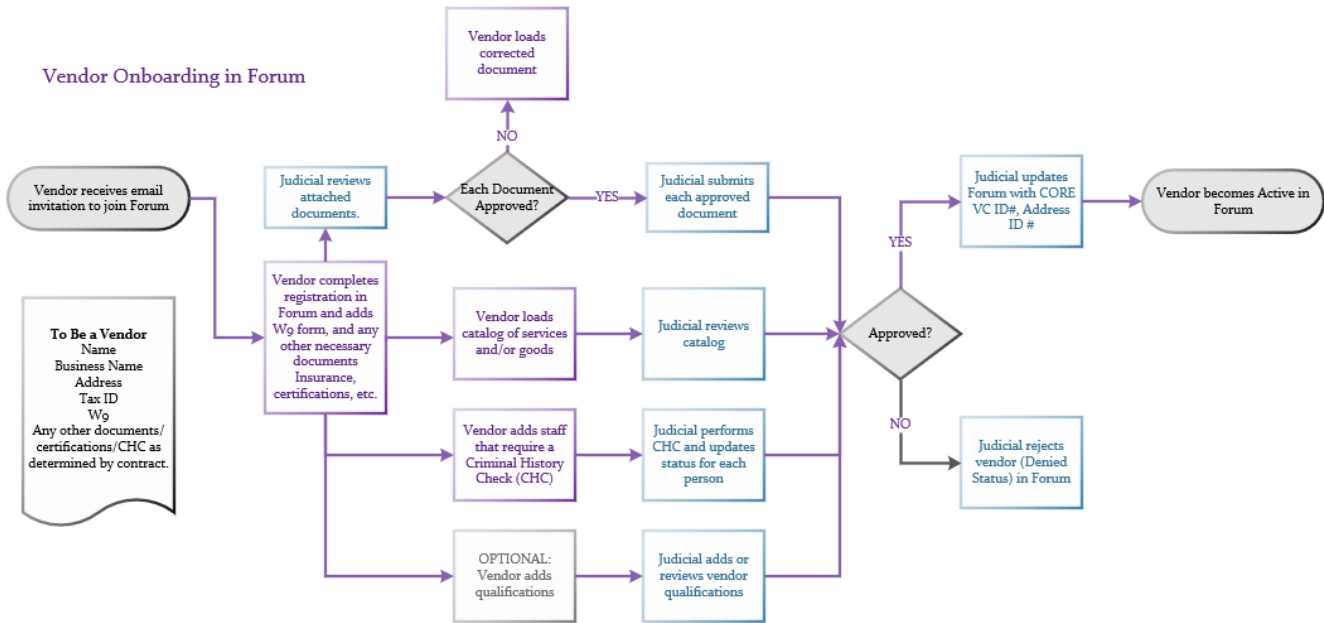 Vendor Onboarding in Forum
Vendor loads
corrected
document
NO
Vendor receives email
invitation to join Forum
Judicial reviews
attached
documents.
Each Document
Approved?
YES
Judicial submits
each approved
document
Judicial updates
Forum with CORE
VC ID#, Address
ID #
Vendor becomes Active in
Forum
YES
To Be a Vendor
Name
Business Name
Address
Tax ID
W9
Any other documents/
certifications/CHC as
determined by contract.
Vendor completes
registration in
Forum and adds
W9 form, and any
other necessary
documents
Insurance,
certifications, etc.
Vendor loads
catalog of services
and/or goods
Judicial reviews
catalog
Approved?
NO
Vendor adds staff
that require a
Criminal History
Check (CHC)
Judicial performs
CHC and updates
status for each
person
Judicial rejects
vendor (Denied
Status) in Forum
OPTIONAL:
Vendor adds
qualifications
Judicial adds or
reviews vendor
qualifications